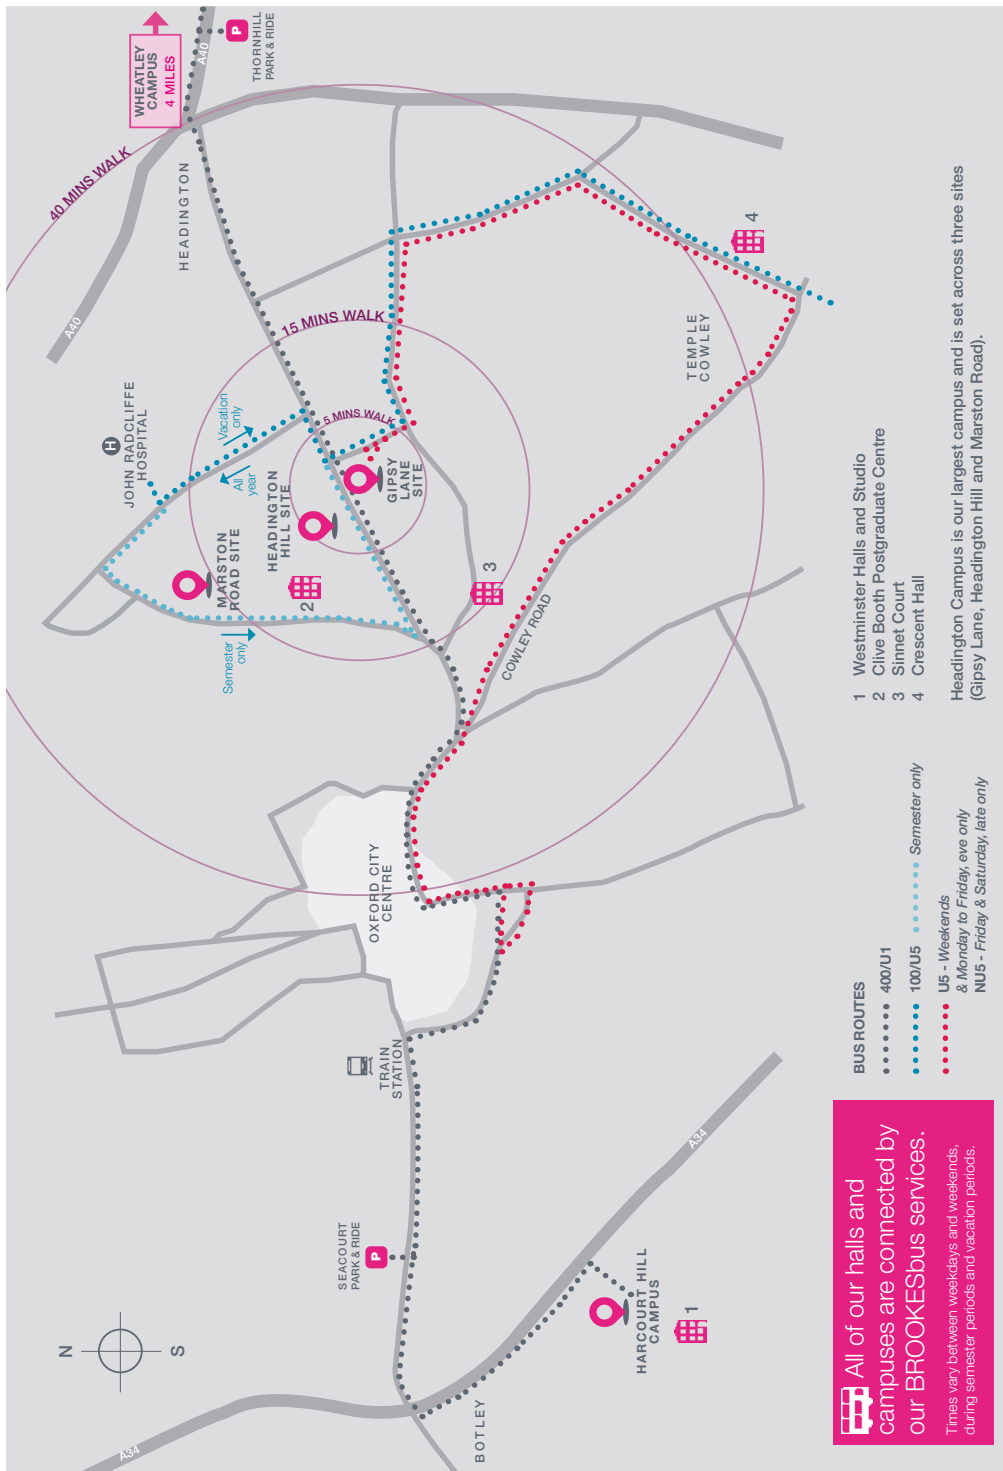 N
S
A34
BOTLEY
SEACOURT
PARK & RIDE
P
HARCOURT HILL
CAMPUS
1
A34
TRAIN
STATION
OXFORD CITY
CENTRE
COWLEY ROAD
Semester
only
MARSTON
ROAD SITE
2
HEADINGTON
HILL SITE
3
GIPSY
LANE
SITE
All
year
Vacation
only
H
JOHN RADCLIFFE
HOSPITAL
5 MINS WALK
15 MINS WALK
40 MINS WALK
TEMPLE
COWLEY
4
A40
HEADINGTON
WHEATLEY
CAMPUS
4 MILES
A40
P
THORNHILL
PARK & RIDE
All of our halls and
campuses are connected by
our BROOKESbus services.
Times vary between weekdays and weekends,
during semester periods and vacation periods.
BUS ROUTES
400/U1
100/U5 Semester only
U5 - Weekends
& Monday to Friday, eve only
NU5 - Friday & Saturday, late only
1 Westminster Halls and Studio
2 Clive Booth Postgraduate Centre
3 Sinnet Court
4 Crescent Hall
Headington Campus is our largest campus and is set across three sites
(Gipsy Lane, Headington Hill and Marston Road).